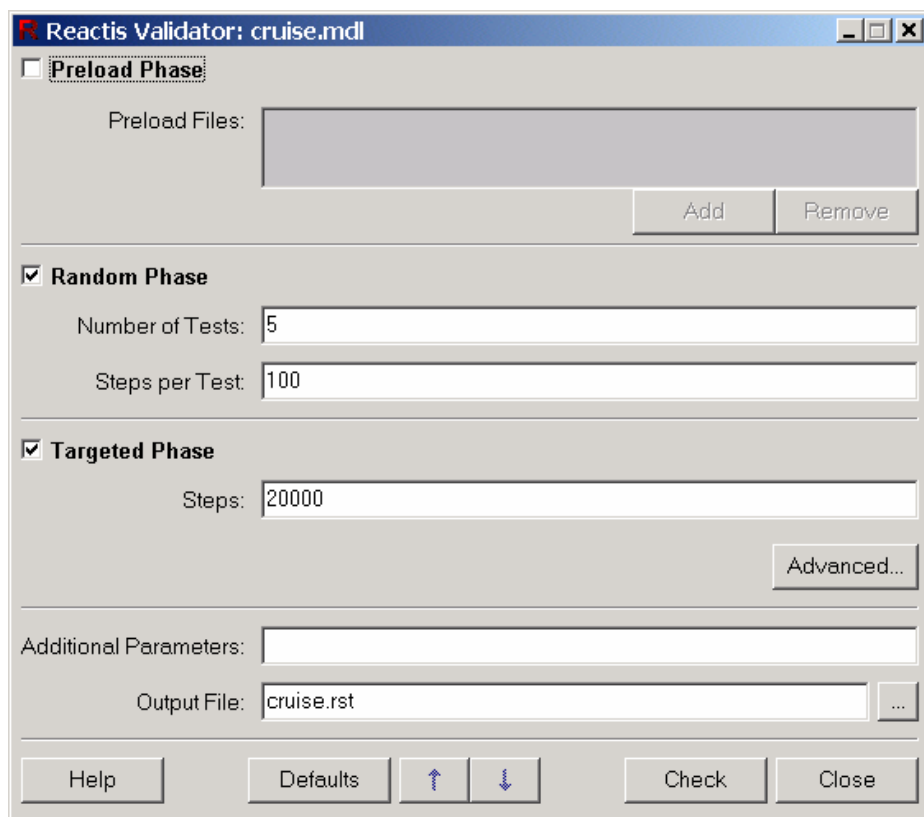 Reactis Validator: cruise.mdl
Preload Phase
Preload Files:
Add Remove
Random Phase
Number of Tests: 5
Steps per Test: 100
Targeted Phase
Steps: 20000
Advanced...
Additional Parameters:
Output File: cruise.rst ...
Help Defaults Check Close